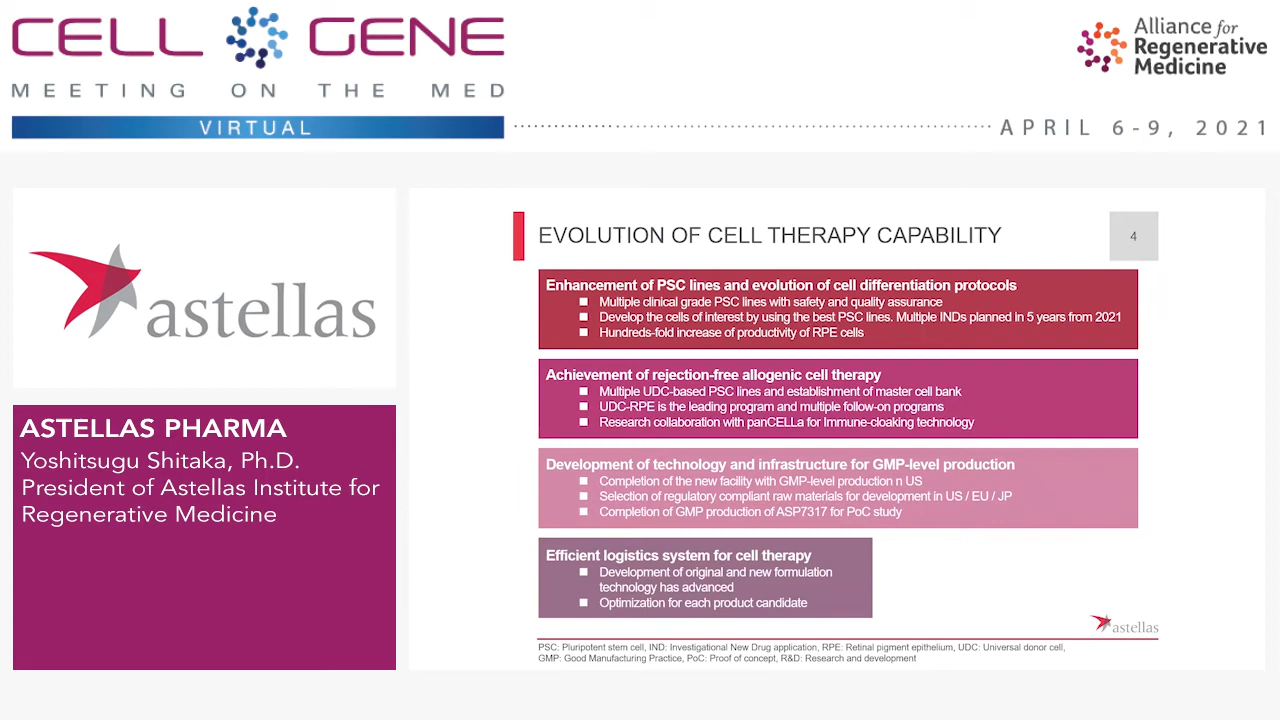 CELL GENE
MEETING ON THE MED
VIRTUAL
Alliance for
Regenerative
Medicine
APRIL 6-9, 2021
astellas
ASTELLAS PHARMA
Yoshitsugu Shitaka, Ph.D.
President of Astellas Institute for
Regenerative Medicine
EVOLUTION OF CELL THERAPY CAPABILITY
4
Enhancement of PSC lines and evolution of cell differentiation protocols
Multiple clinical grade PSC lines with safety and quality assurance
Develop the cells of interest by using the best PSC lines. Multiple INDs planned in 5 years from 2021
Hundreds-fold increase of productivity of RPE cells
Achievement of rejection-free allogenic cell therapy
Multiple UDC-based PSC lines and establishment of master cell bank
UDC-RPE is the leading program and multiple follow-on programs
Research collaboration with panCELLa for Immune-cloaking technology
Development of technology and infrastructure for GMP-level production
Completion of the new facility with GMP-level production n US
Selection of regulatory compliant raw materials for development in US / EU / JP
Completion of GMP production of ASP7317 for PoC study
Efficient logistics system for cell therapy
Development of original and new formulation
technology has advanced
Optimization for each product candidate
astellas
PSC: Pluripotent stem cell, IND: Investigational New Drug application, RPE: Retinal pigment epithelium, UDC: Universal donor cell,
GMP: Good Manufacturing Practice, PoC: Proof of concept, R&D: Research and development